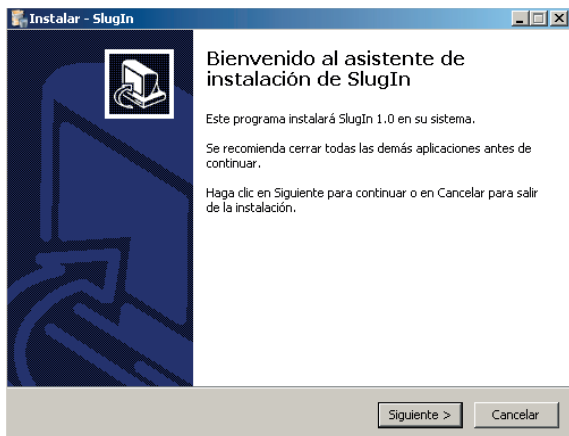 Instalar - SlugIn
Bienvenido al asistente de
instalación de SlugIn
Este programa instalará SlugIn 1.0 en su sistema.
Se recomienda cerrar todas las demás aplicaciones antes de
continuar.
Haga clic en Siguiente para continuar o en Cancelar para salir
de la instalación.
Siguiente >
Cancelar